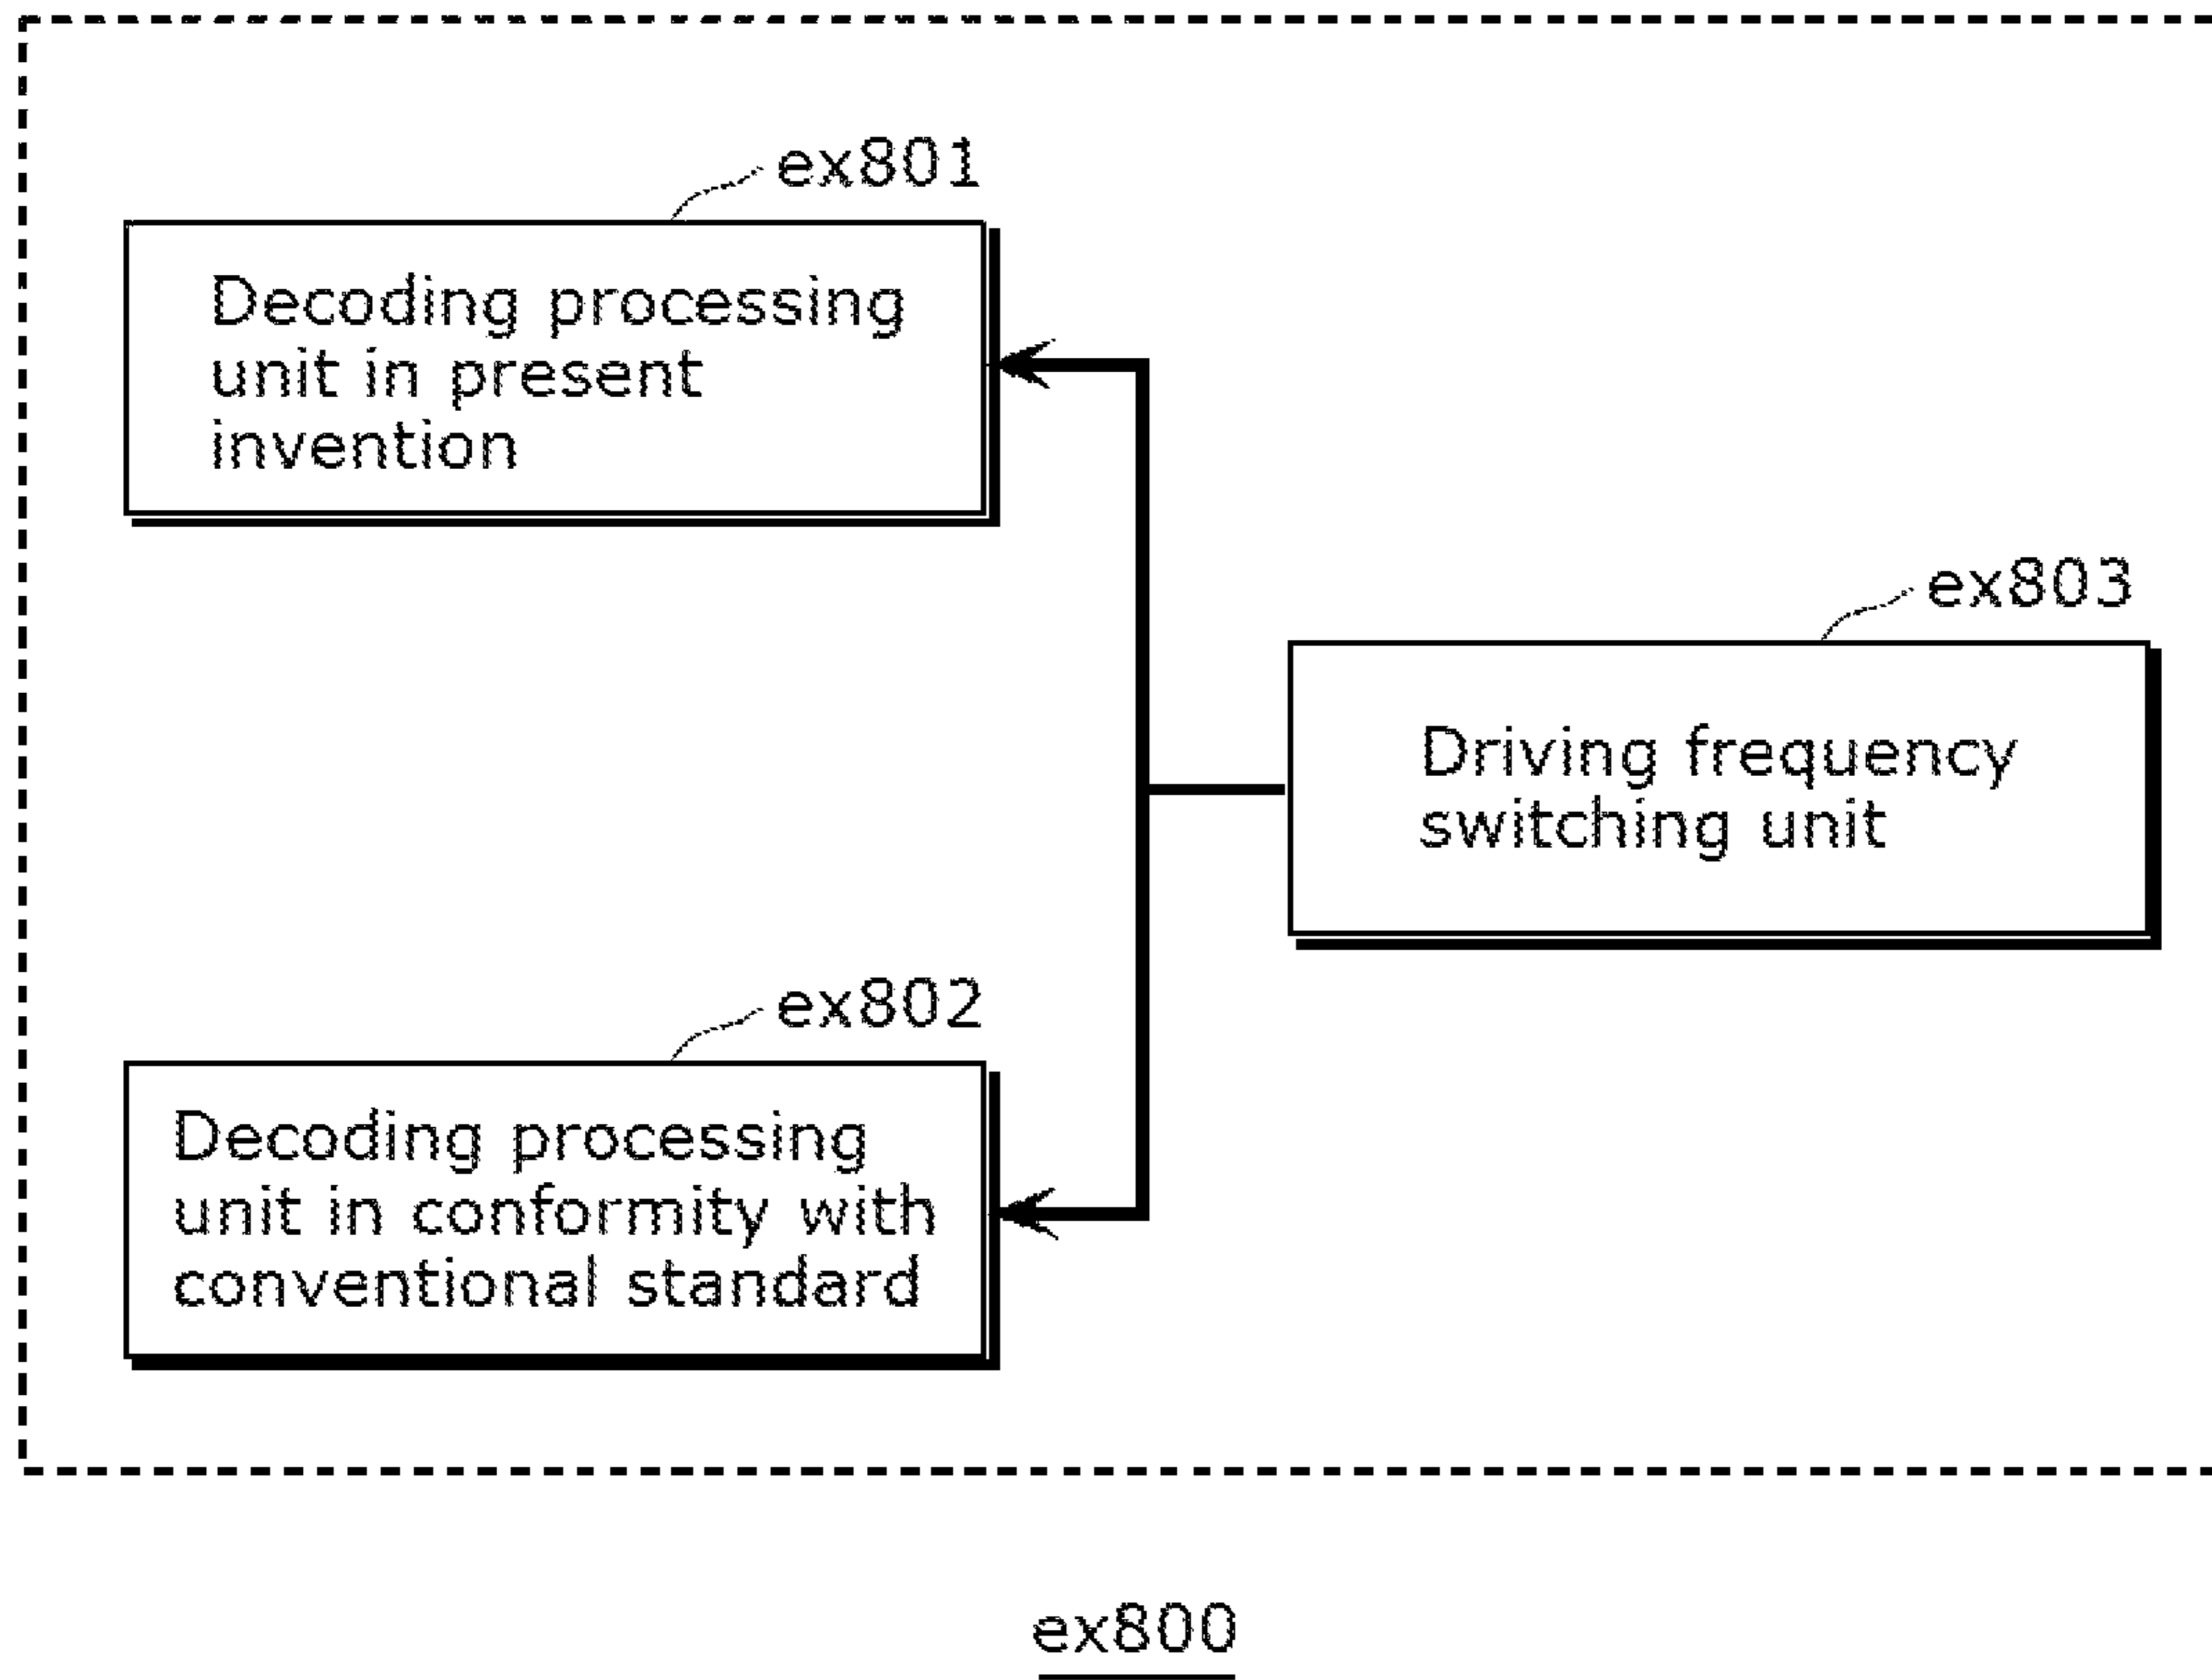 ex801
Decoding processing
unit in present
invention
ex803
Driving frequency
switching unit
ex802
Decoding processing
unit in conformity with
conventional standard
ex800